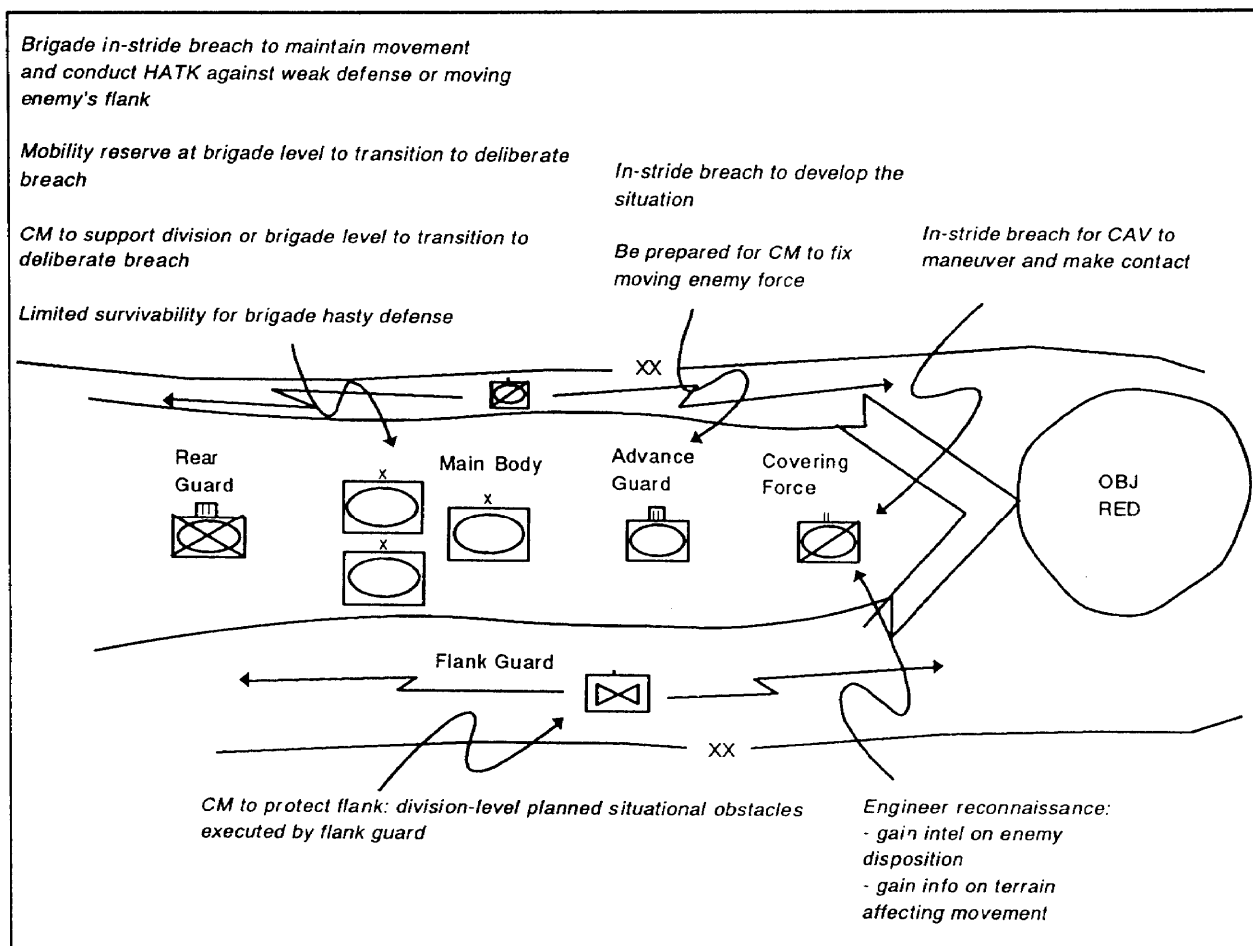 Brigade in-stride breach to maintain movement
and conduct HATK against weak defense or moving
enemy's flank
Mobility reserve at brigade level to transition to deliberate
breach
CM to support division or brigade level to transition to
deliberate breach
Limited survivability for brigade hasty defense
In-stride breach to develop the
situation
Be prepared for CM to fix
moving enemy force
In-stride breach for CAV to
maneuver and make contact
XX
Rear
Guard
X
X
Main Body
X
Advance
Guard
Covering
Force
II
OBJ
RED
Flank Guard
XX
CM to protect flank: division-level planned situational obstacles
executed by flank guard
Engineer reconnaissance:
- gain intel on enemy
disposition
- gain info on terrain
affecting movement